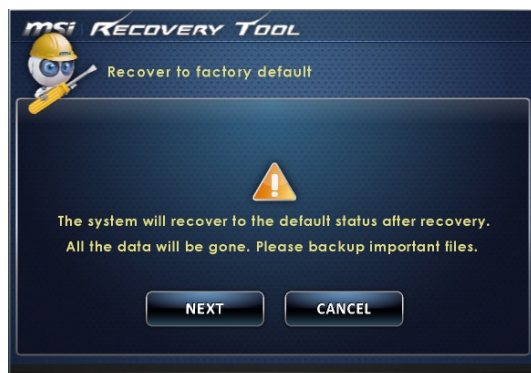 msi RECOVERY TOOL
Recover to factory default
The system will recover to the default status after recovery.
All the data will be gone. Please backup important files.
NEXT
CANCEL